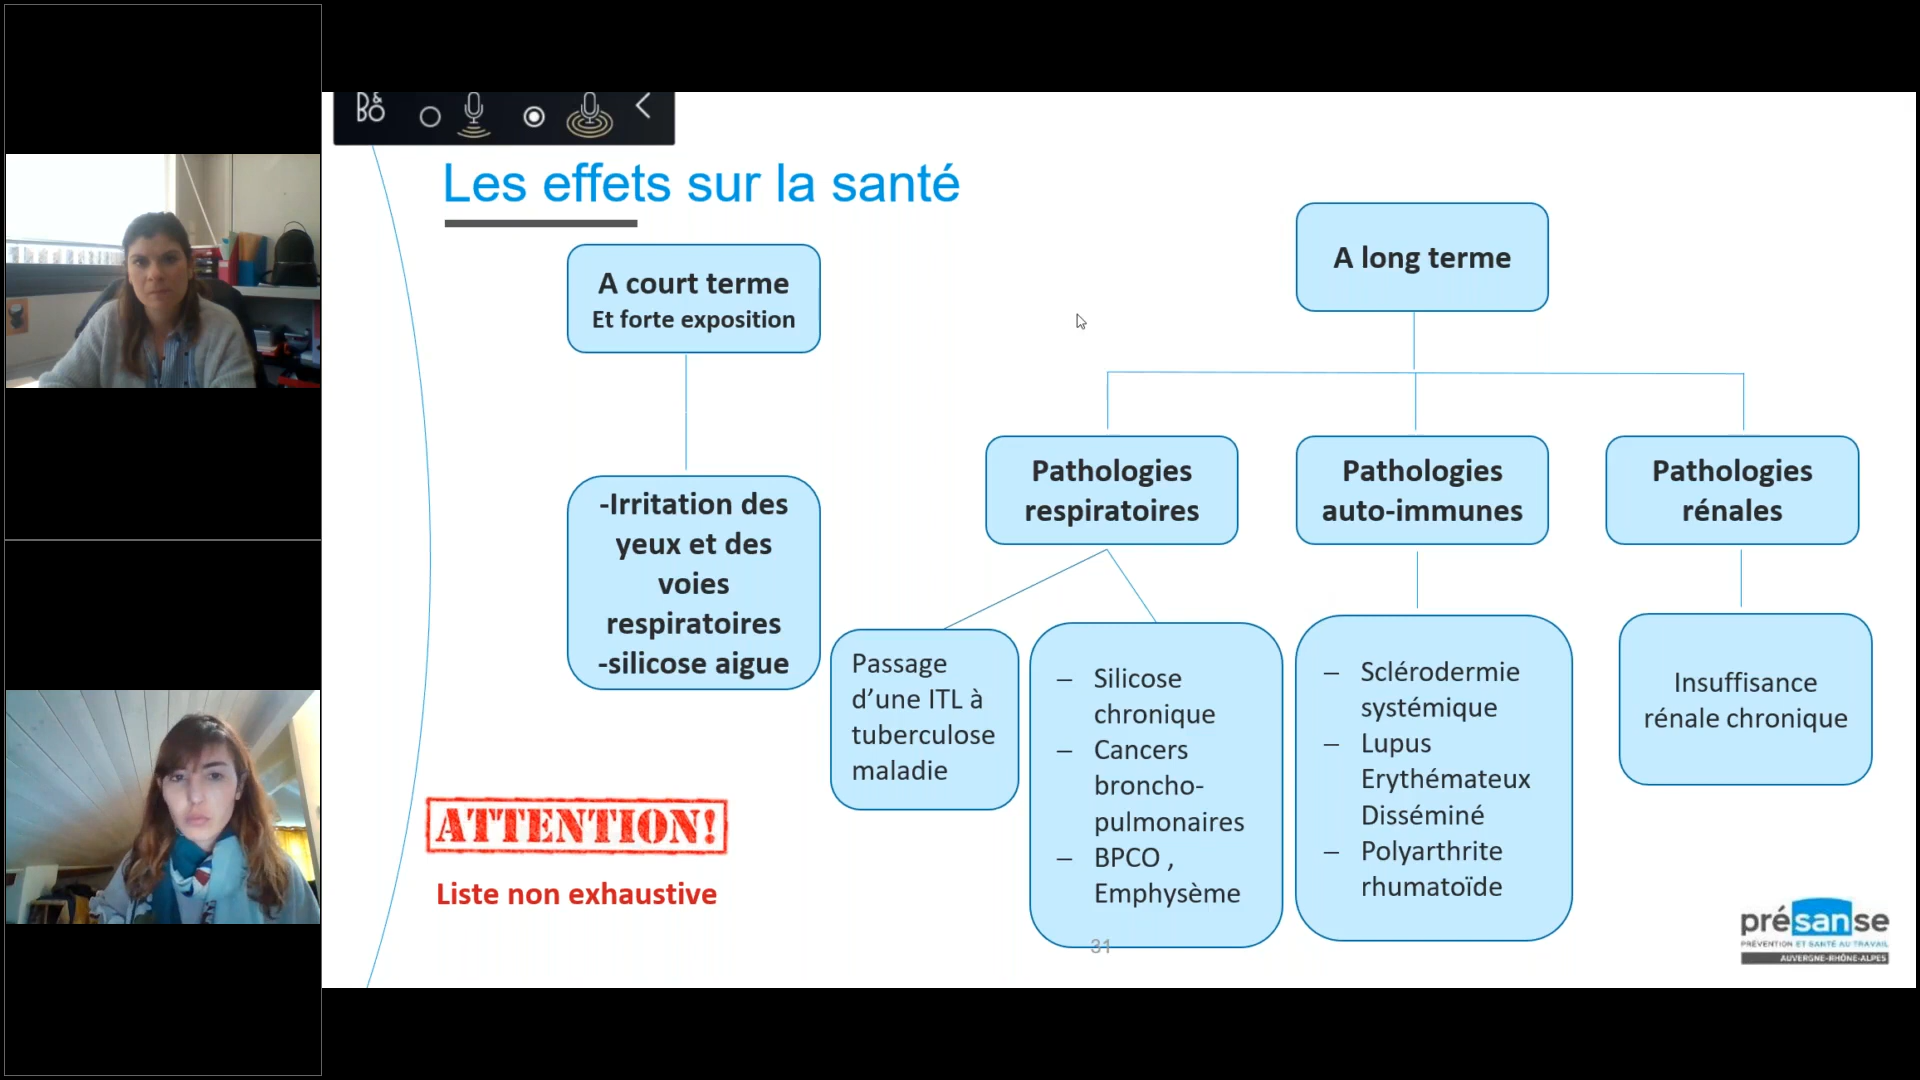 B&O
Les effets sur la santé
A court terme
Et forte exposition
-Irritation des
yeux et des
voies
respiratoires
-silicose aigue
A long terme
Pathologies
respiratoires
Pathologies
auto-immunes
Pathologies
rénales
Passage
d’une ITL à
tuberculose
maladie
– Silicose
chronique
– Cancers
broncho-
pulmonaires
– BPCO ,
Emphysème
– Sclérodermie
systémique
– Lupus
Erythémateux
Disséminé
– Polyarthrite
rhumatoïde
Insuffisance
rénale chronique
ATTENTION!
Liste non exhaustive
31
présanse
PRÉVENTION ET SANTÉ AU TRAVAIL
AUVERGNE-RHÔNE-ALPES